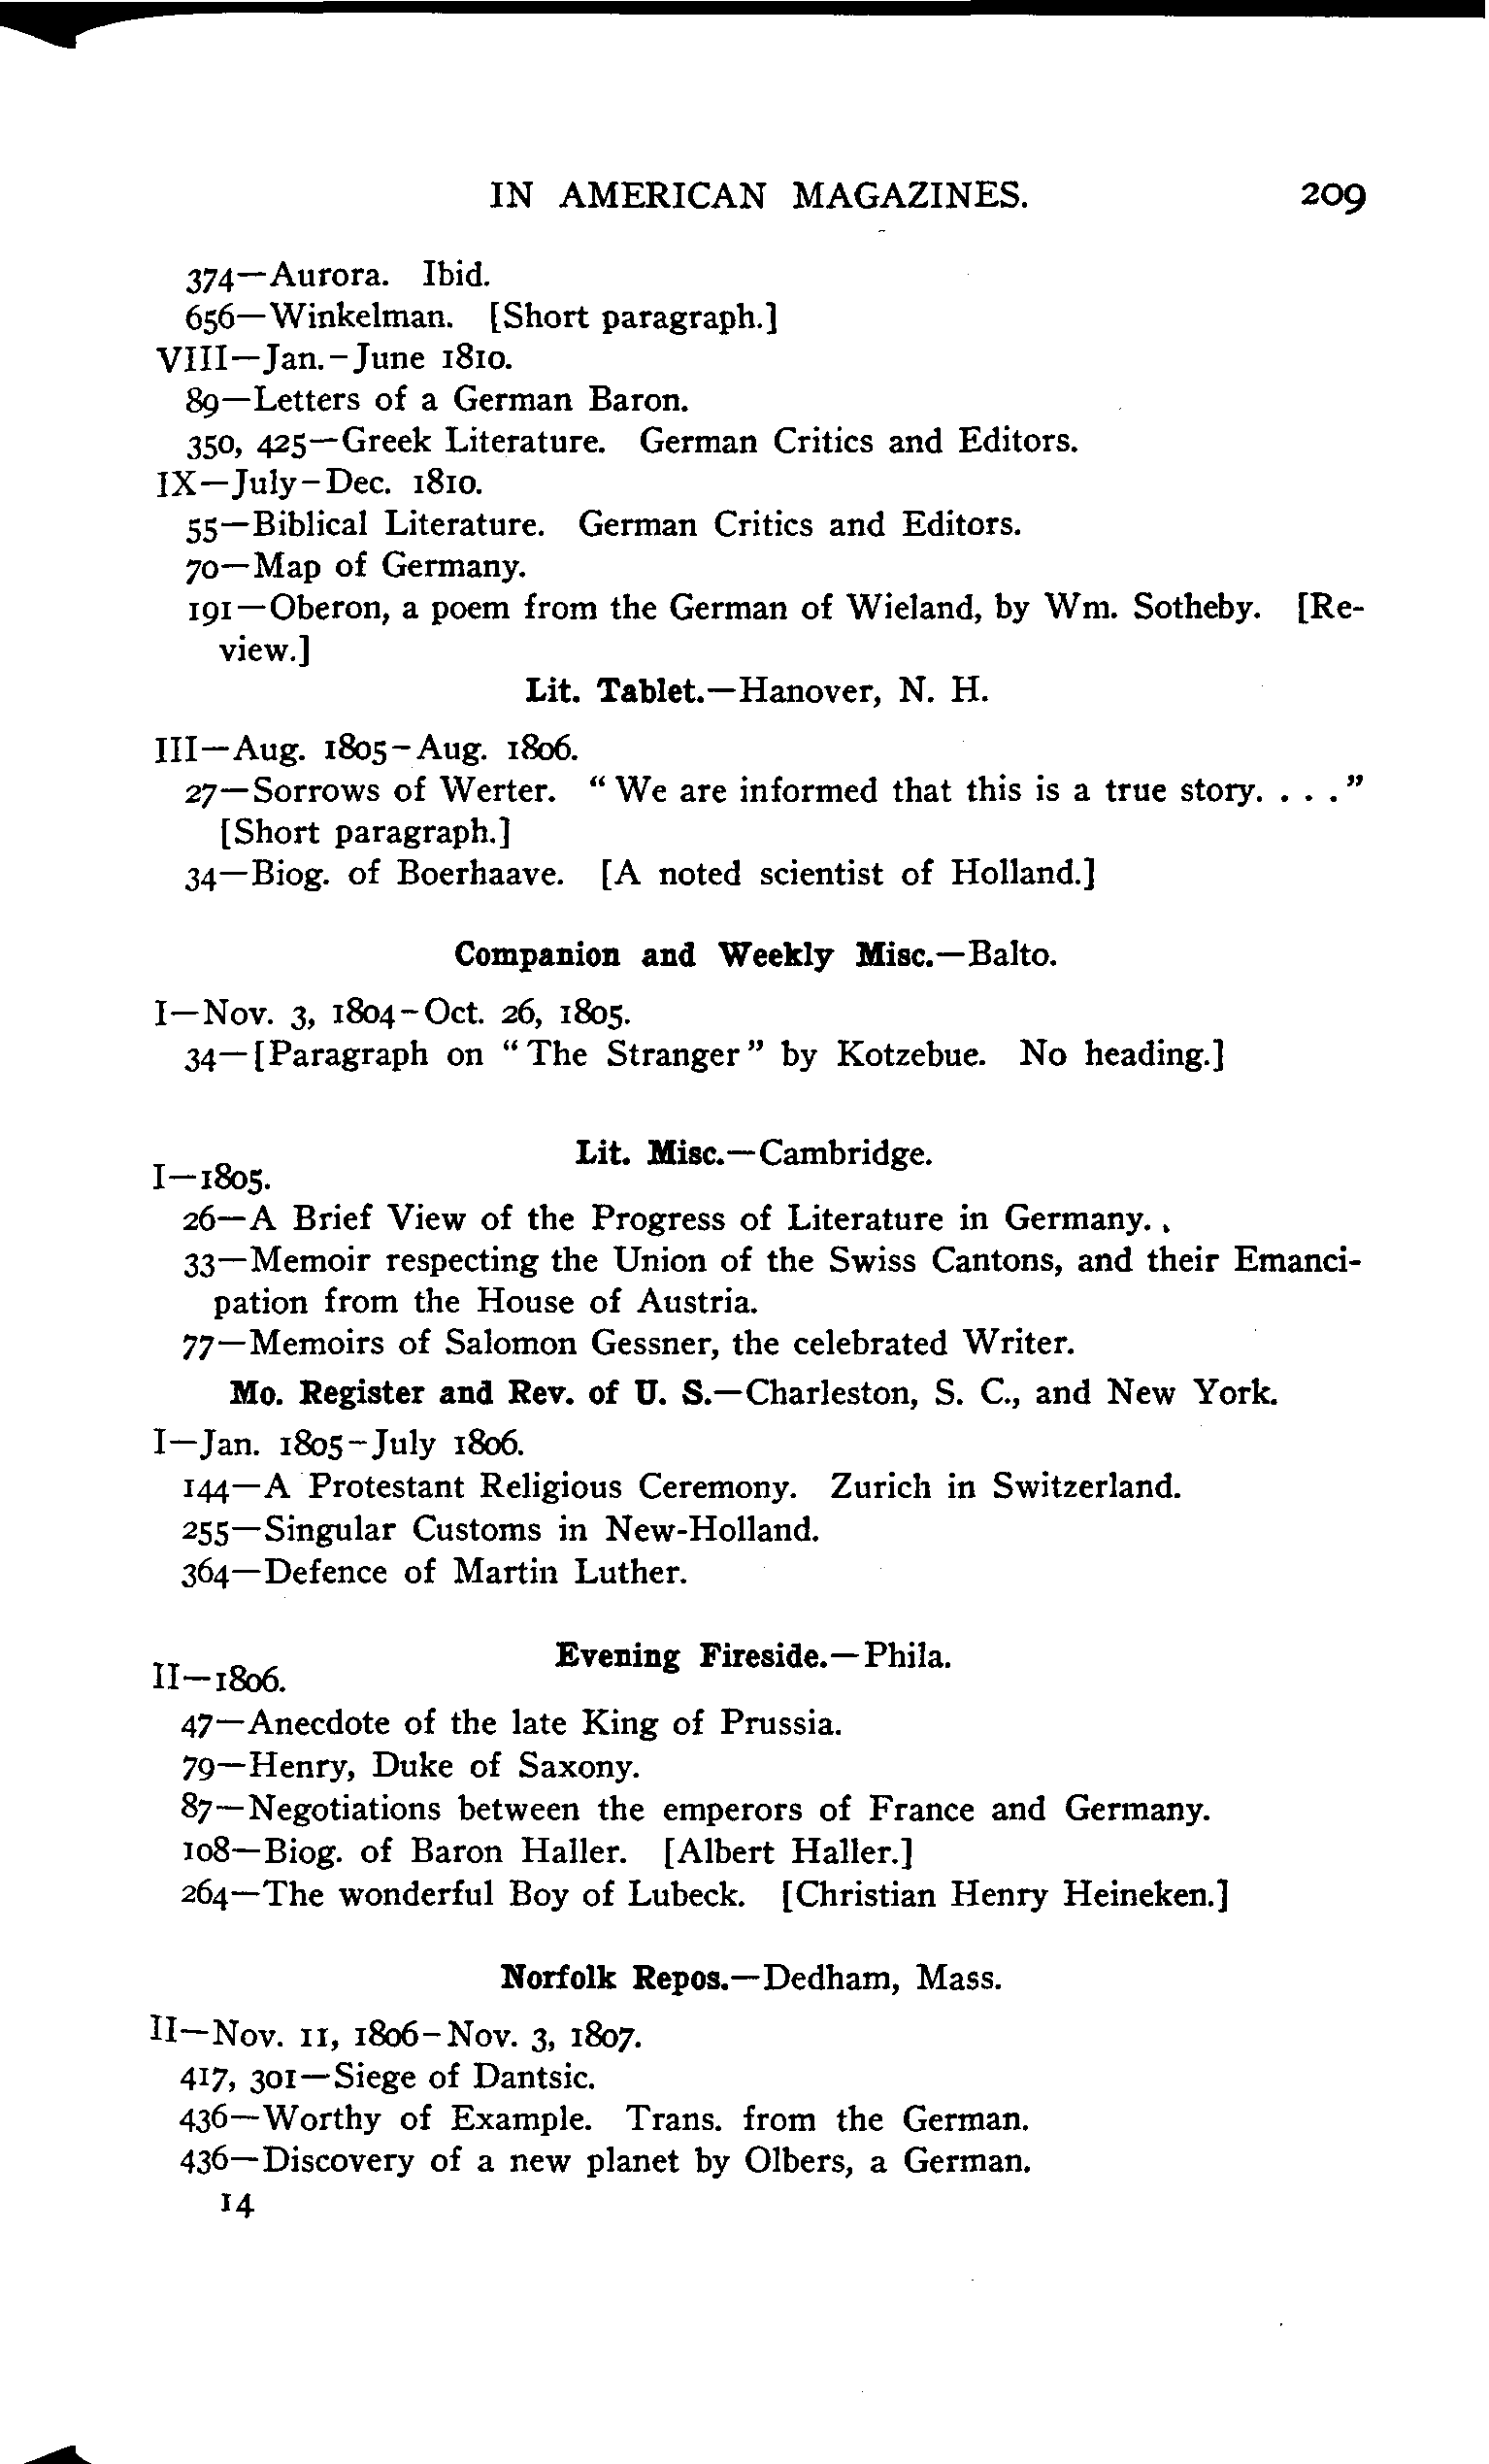 IN AMERICAN MAGAZINES. 209
374—Aurora. Ibid.
656—Winkelman. [Short paragraph.]
VIII—Jan.-June 1810.
89—Letters of a German Baron.
350, 425—Greek Literature. German Critics and Editors.
IX—July-Dec. 1810.
55—Biblical Literature. German Critics and Editors.
70—Map of Germany.
191—Oberon, a poem from the German of Wieland, by Wm. Sotheby. [Re-
view.]
Lit. Tablet.—Hanover, N. H.
III—Aug. 1805-Aug. 1806.
27—Sorrows of Werter. "We are informed that this is a true story. . . ."
[Short paragraph.]
34—Biog. of Boerhaave. [A noted scientist of Holland.]
Companion and Weekly Misc.—Balto.
I—Nov. 3, 1804-Oct. 26, 1805.
34—[Paragraph on "The Stranger" by Kotzebue. No heading.]
Lit. Misc.—Cambridge.
I—1805.
26—A Brief View of the Progress of Literature in Germany.
33—Memoir respecting the Union of the Swiss Cantons, and their Emanci-
pation from the House of Austria.
77—Memoirs of Salomon Gessner, the celebrated Writer.
Mo. Register and Rev. of U. S.—Charleston, S. C., and New York.
I—Jan. 1805-July 1806.
144—A Protestant Religious Ceremony. Zurich in Switzerland.
255—Singular Customs in New-Holland.
364—Defence of Martin Luther.
Evening Fireside.—Phila.
II—1806.
47—Anecdote of the late King of Prussia.
79—Henry, Duke of Saxony.
87—Negotiations between the emperors of France and Germany.
108—Biog. of Baron Haller. [Albert Haller.]
264—The wonderful Boy of Lubeck. [Christian Henry Heineken.]
Norfolk Repos.—Dedham, Mass.
II—Nov. 11, 1806-Nov. 3, 1807.
417, 301—Siege of Dantsic.
436—Worthy of Example. Trans. from the German.
436—Discovery of a new planet by Olbers, a German.
14